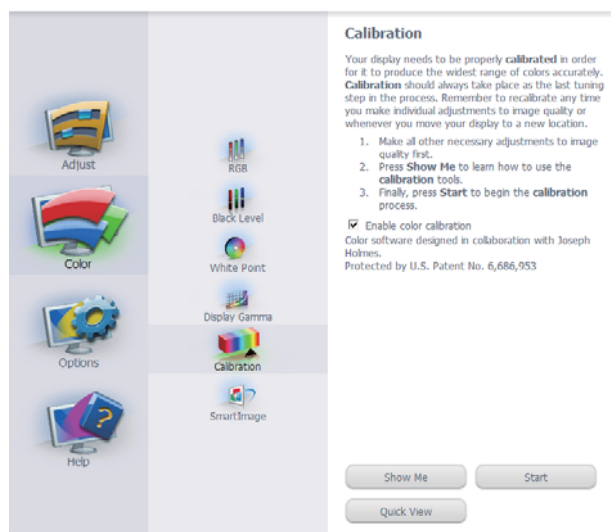 Adjust
Color
Options
Help
RGB
Black Level
White Point
Display Gamma
Calibration
SmartImage
Calibration
Your display needs to be properly calibrated in order
for it to produce the widest range of colors accurately.
Calibration should always take place as the last tuning
step in the process. Remember to recalibrate any time
you make individual adjustments to image quality or
whenever you move your display to a new location.
1. Make all other necessary adjustments to image
quality first.
2. Press Show Me to learn how to use the
calibration tools.
3. Finally, press Start to begin the calibration
process.
Enable color calibration
Color software designed in collaboration with Joseph
Holmes.
Protected by U.S. Patent No. 6,686,953
Show Me
Start
Quick View